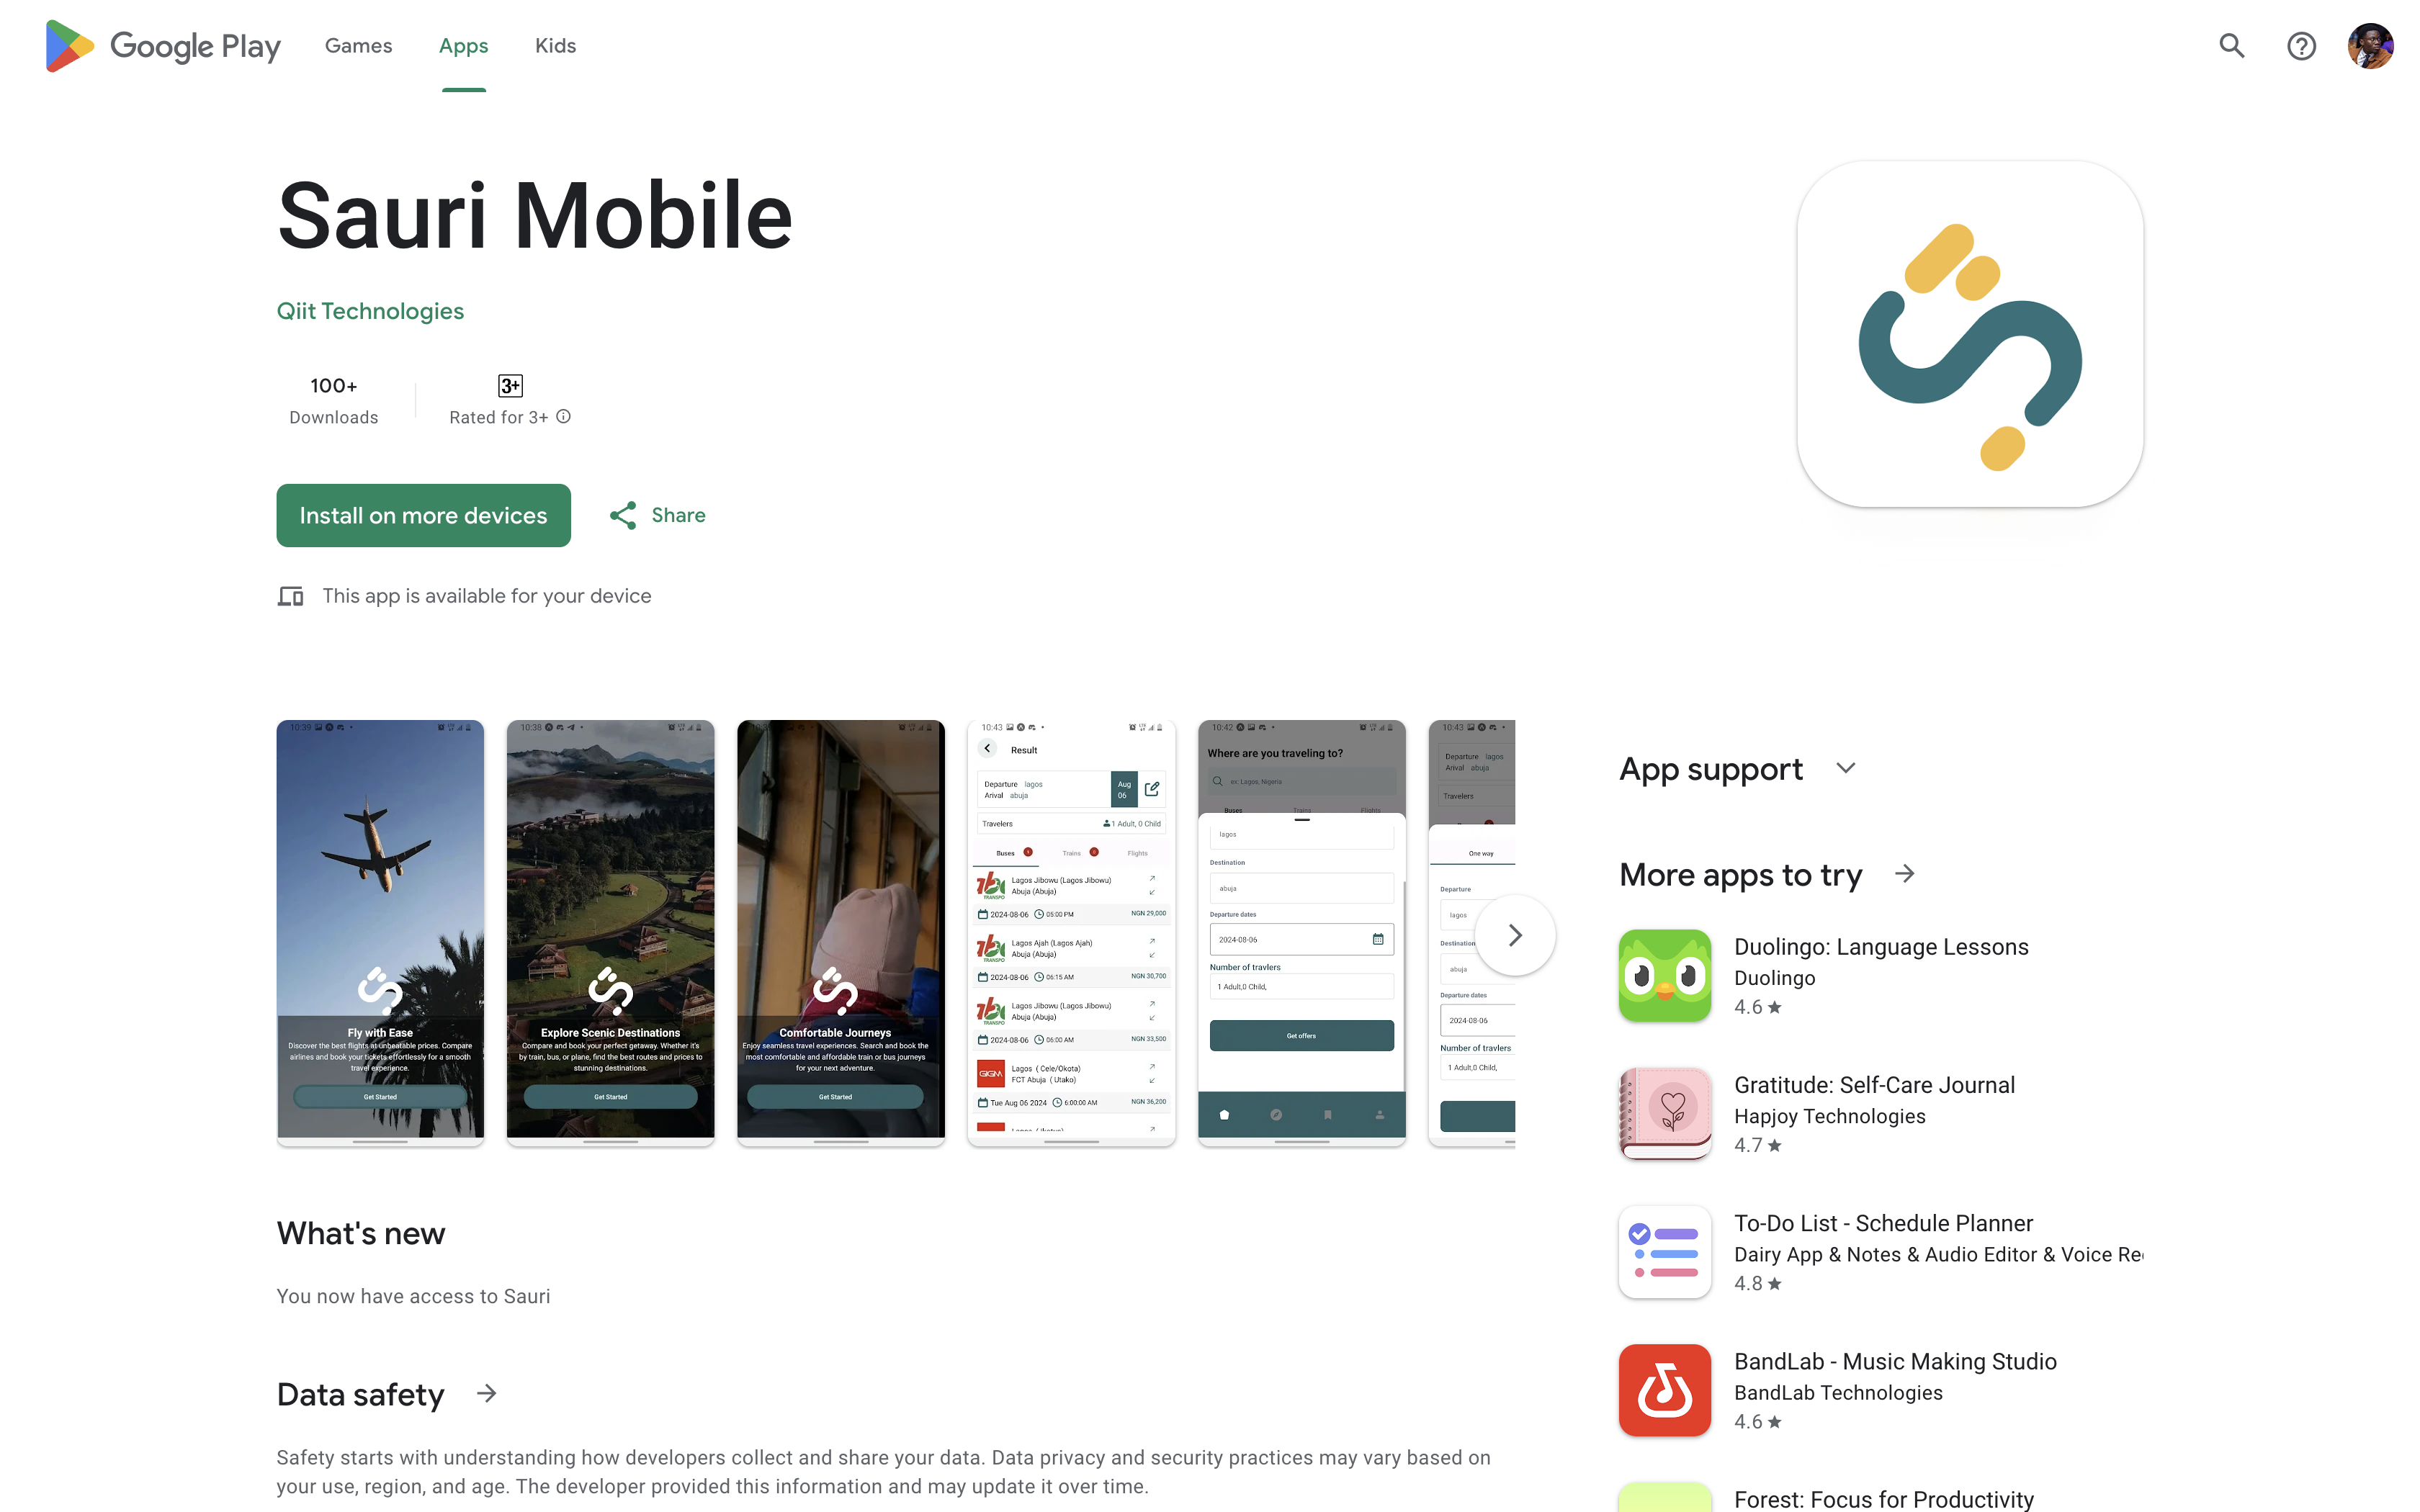 Google Play
Games
Apps
Kids
Sauri Mobile
Qiit Technologies
100+
Downloads
3+
Rated for 3+
Install on more devices
Share
This app is available for your device
10:39
Fly with Ease
Discover the best flights at unbeatable prices. Compare
airlines and book your tickets effortlessly for a smooth
travel experience.
Get Started
10:38
Explore Scenic Destinations
Compare and book your perfect getaway. Whether it's
by train, bus, or plane, find the best routes and prices to
stunning destinations.
Get Started
Comfortable Journeys
Enjoy seamless travel experiences. Search and book the
most comfortable and affordable train or bus journeys
for your next adventure.
Get Started
10:43
Result
Departure lagos
Arival abuja
Aug
06
Travelers
1 Adult, 0 Child
Buses
Trains
Flights
Lagos Jibowu (Lagos Jibowu)
Abuja (Abuja)
2024-08-06 05:00 PM NGN 29,000
Lagos Ajah (Lagos Ajah)
Abuja (Abuja)
2024-08-06 06:15 AM NGN 30,700
Lagos Jibowu (Lagos Jibowu)
Abuja (Abuja)
2024-08-06 06:00 AM NGN 33,500
GIGM
Lagos ( Cele/Okota)
FCT Abuja ( Utako)
Tue Aug 06 2024 6:00:00 AM NGN 36,200
10:42
Where are you traveling to?
ex: Lagos, Nigeria
Buses
Trains
Flights
lagos
Destination
abuja
Departure dates
2024-08-06
Number of travlers
1 Adult,0 Child,
Get offers
10:43
Departure lagos
Arival abuja
Travelers
One way
Departure
lagos
Destination
abuja
Departure dates
2024-08-06
Number of travlers
1 Adult,0 Child,
App support
More apps to try
Duolingo: Language Lessons
Duolingo
4.6
Gratitude: Self-Care Journal
Hapjoy Technologies
4.7
To-Do List - Schedule Planner
Dairy App & Notes & Audio Editor & Voice Re
4.8
BandLab - Music Making Studio
BandLab Technologies
4.6
Forest: Focus for Productivity
What's new
You now have access to Sauri
Data safety
Safety starts with understanding how developers collect and share your data. Data privacy and security practices may vary based on
your use, region, and age. The developer provided this information and may update it over time.